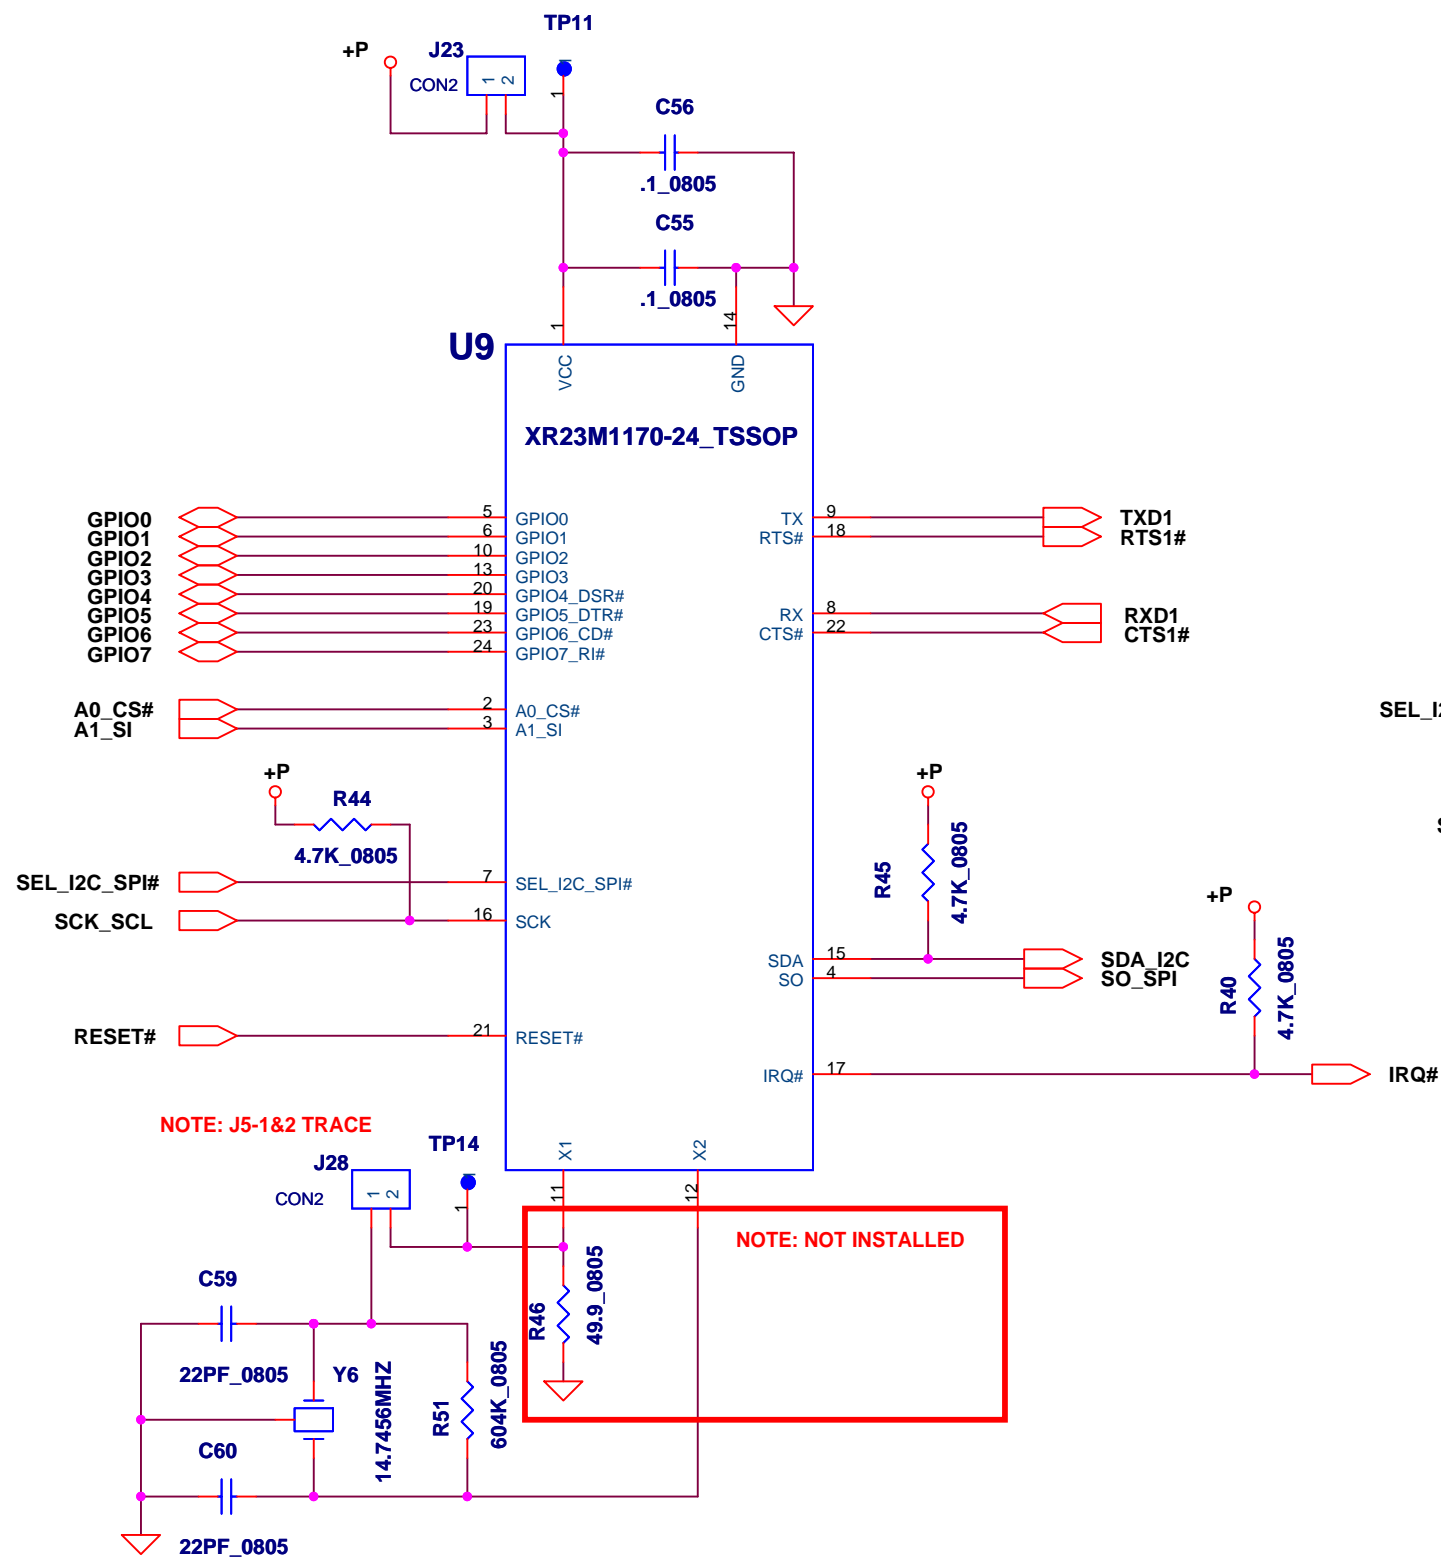 TP11
+P
J23
CON2
1
2
1
C56
.1_0805
C55
.1_0805
1
14
U9
VCC
GND
XR23M1170-24_TSSOP
GPIO0 5 GPIO0
GPIO1 6 GPIO1
GPIO2 10 GPIO2
GPIO3 13 GPIO3
GPIO4 20 GPIO4_DSR#
GPIO5 19 GPIO5_DTR#
GPIO6 23 GPIO6_CD#
GPIO7 24 GPIO7_RI#
TX 9 TXD1
RTS# 18 RTS1#
RX 8 RXD1
CTS# 22 CTS1#
A0_CS# 2 A0_CS#
A1_SI 3 A1_SI
SEL_I2
S
+P
R44
4.7K_0805
SEL_I2C_SPI# 7 SEL_I2C_SPI#
SCK_SCL 16 SCK
+P
R45
4.7K_0805
SDA 15 SDA_I2C
SO 4 SO_SPI
+P
R40
4.7K_0805
RESET# 21 RESET#
IRQ# 17 IRQ#
NOTE: J5-1&2 TRACE
TP14
J28
CON2
1
2
1
X1
X2
11
12
NOTE: NOT INSTALLED
R46
49.9_0805
C59
22PF_0805
Y6
14.7456MHZ
R51
604K_0805
C60
22PF_0805